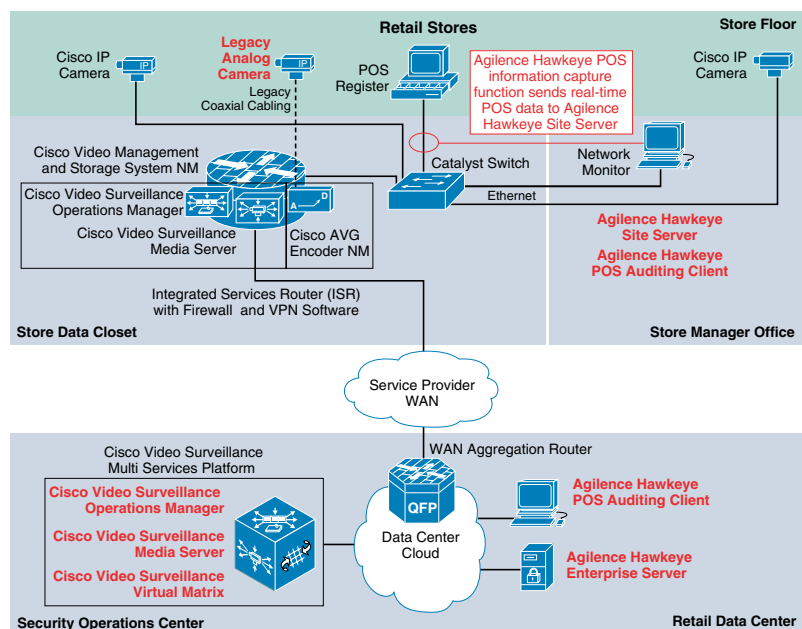 Retail Stores
Store Floor
Cisco IP
Camera
IP
Legacy
Analog
Camera
IP
Legacy
Coaxial Cabling
POS
Register
Agilence Hawkeye POS
information capture
function sends real-time
POS data to Agilence
Hawkeye Site Server
Cisco IP
Camera
IP
Cisco Video Management
and Storage System NM
Catalyst Switch
Network
Monitor
Cisco Video Surveillance
Operations Manager
A
D
Ethernet
Cisco Video Surveillance
Media Server
Cisco AVG
Encoder NM
Agilence Hawkeye
Site Server
Agilence Hawkeye
POS Auditing Client
Integrated Services Router (ISR)
with Firewall and VPN Software
Store Data Closet
Store Manager Office
Service Provider
WAN
Cisco Video Surveillance
Multi Services Platform
WAN Aggregation Router
Cisco Video Surveillance
Operations Manager
Cisco Video Surveillance
Media Server
Cisco Video Surveillance
Virtual Matrix
QFP
Data Center
Cloud
Agilence Hawkeye
POS Auditing Client
Agilence Hawkeye
Enterprise Server
Security Operations Center
Retail Data Center